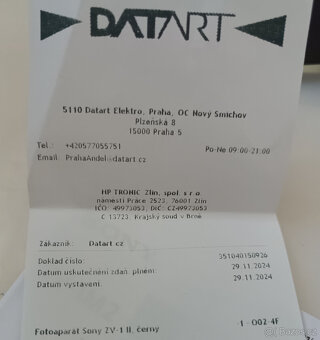 DATART
5110 Datart Elektro, Praha, OC Nový Smíchov
Plzeňská 8
15000 Praha 5
Tel.: +420577055751 Po-Ne 09:00-21:00
Email: PrahaAndel@datart.cz
HP TRONIC Zlín, spol. s r.o.
náměstí Práce 2523, 76001 Zlín
IČO: 49973053, DIČ: CZ49973053
C 13723, Krajský soud v Brně
Zákazník: Datart cz
Doklad číslo: 351040150926
Datum uskutečnění zdan. plnění: 29.11.2024
Datum vystavení: 29.11.2024
Fotoaparát Sony ZV-1 II, černý